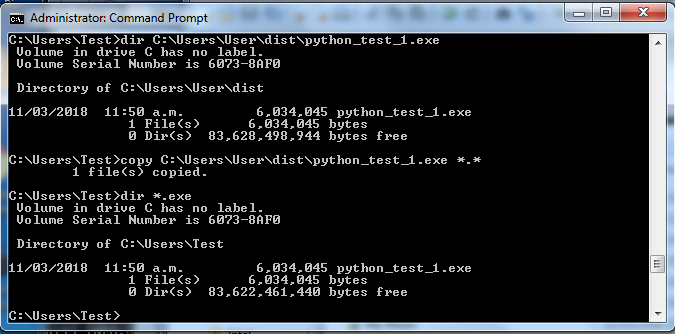 Administrator: Command Prompt
C:\Users\Test>dir C:\Users\User\dist\python_test_1.exe
 Volume in drive C has no label.
 Volume Serial Number is 6073-8AF0

 Directory of C:\Users\User\dist

11/03/2018  11:50 a.m.         6,034,045 python_test_1.exe
               1 File(s)      6,034,045 bytes
               0 Dir(s)  83,628,498,944 bytes free

C:\Users\Test>copy C:\Users\User\dist\python_test_1.exe *.*
        1 file(s) copied.

C:\Users\Test>dir *.exe
 Volume in drive C has no label.
 Volume Serial Number is 6073-8AF0

 Directory of C:\Users\Test

11/03/2018  11:50 a.m.         6,034,045 python_test_1.exe
               1 File(s)      6,034,045 bytes
               0 Dir(s)  83,622,461,440 bytes free

C:\Users\Test>